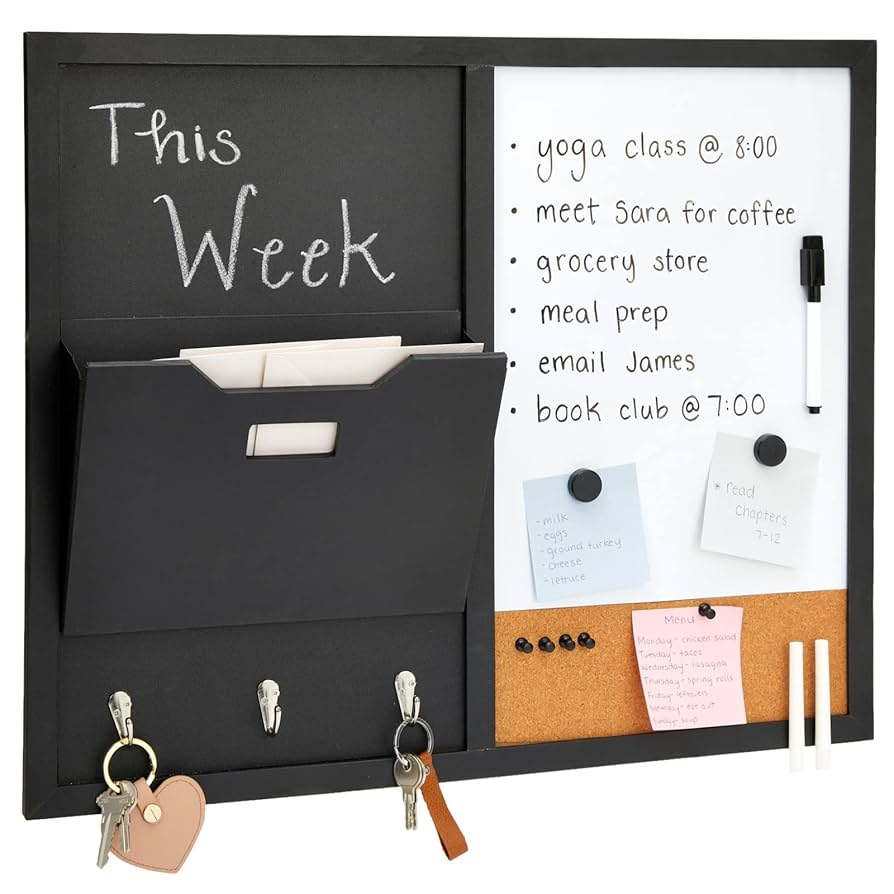 This
Week
• yoga class @ 8:00
• meet Sara for coffee
• grocery store
• meal prep
• email James
• book club @ 7:00
-milk
-eggs
-ground turkey
-cheese
-lettuce
* read
chapters
7-12
Menu
Monday- chicken salad
Tuesday- tacos
Wednesday- lasagna
Thursday- spring rolls
Friday- leftovers
Saturday- eat out
Sunday- soup